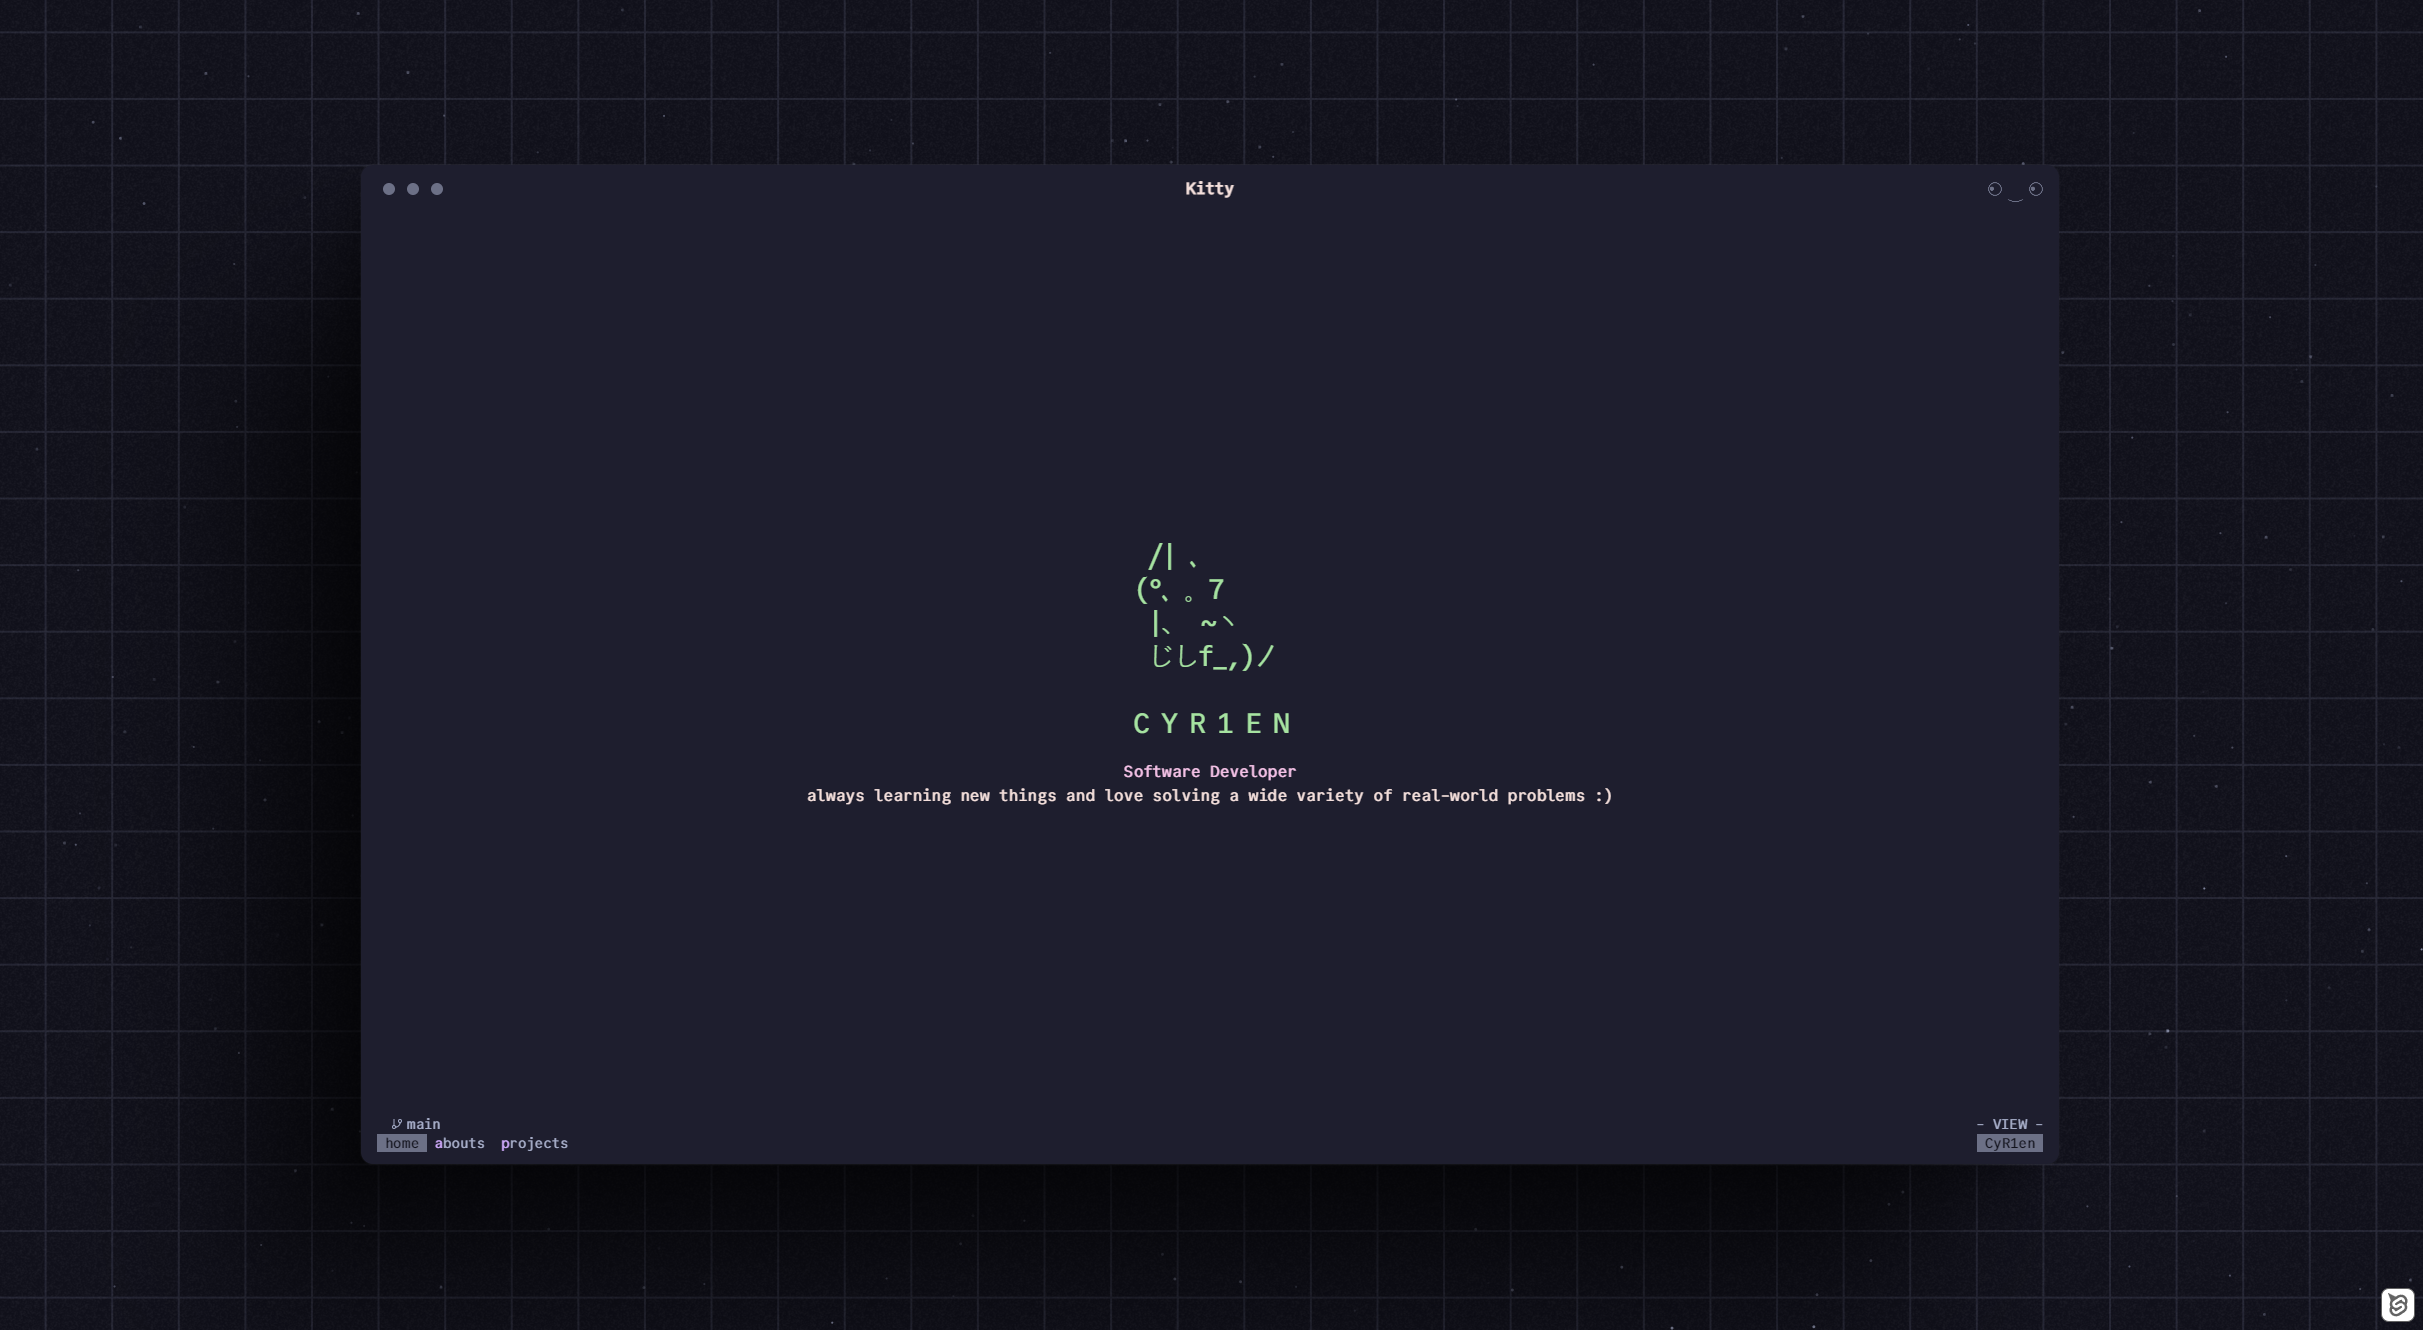 Kitty
/| 、
(°、。7
|、 ~ヽ
じしf_,)ノ
CYR1EN
Software Developer
always learning new things and love solving a wide variety of real-world problems :)
main
- VIEW -
home abouts projects
CyR1en